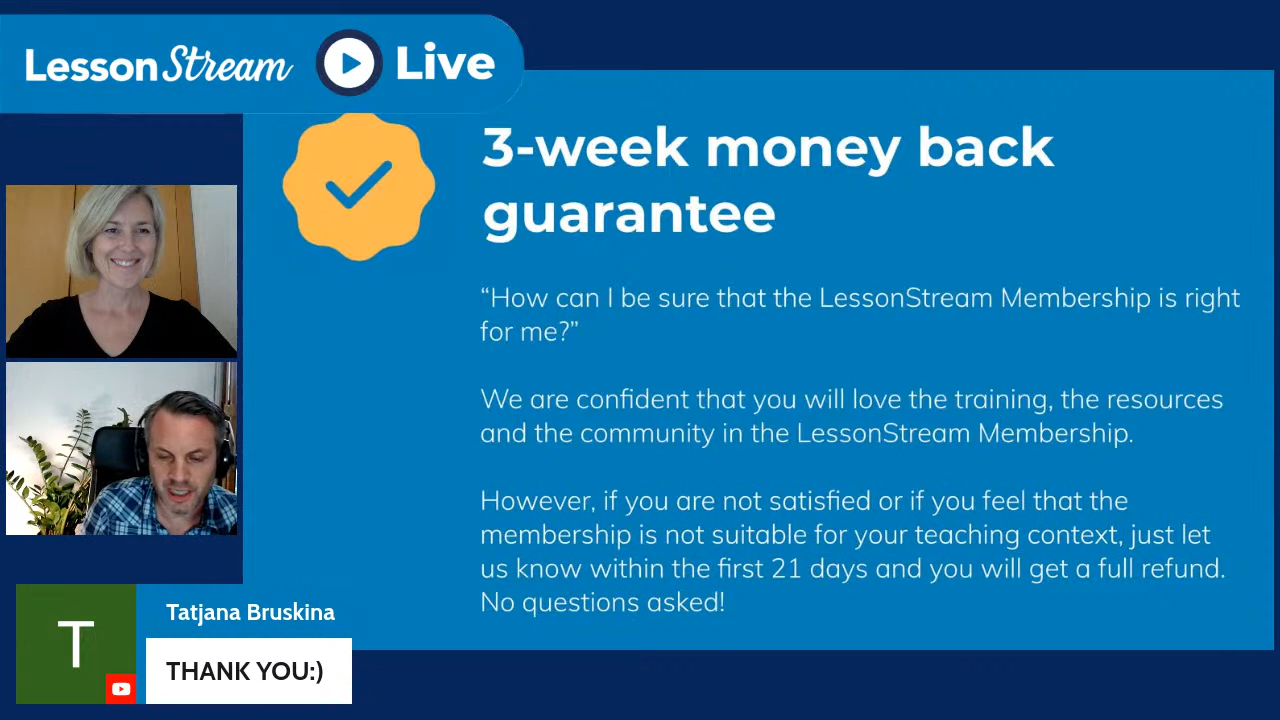 LessonStream Live
3-week money back
guarantee
“How can I be sure that the LessonStream Membership is right
for me?”
We are confident that you will love the training, the resources
and the community in the LessonStream Membership.
However, if you are not satisfied or if you feel that the
membership is not suitable for your teaching context, just let
us know within the first 21 days and you will get a full refund.
No questions asked!
T
Tatjana Bruskina
THANK YOU:)